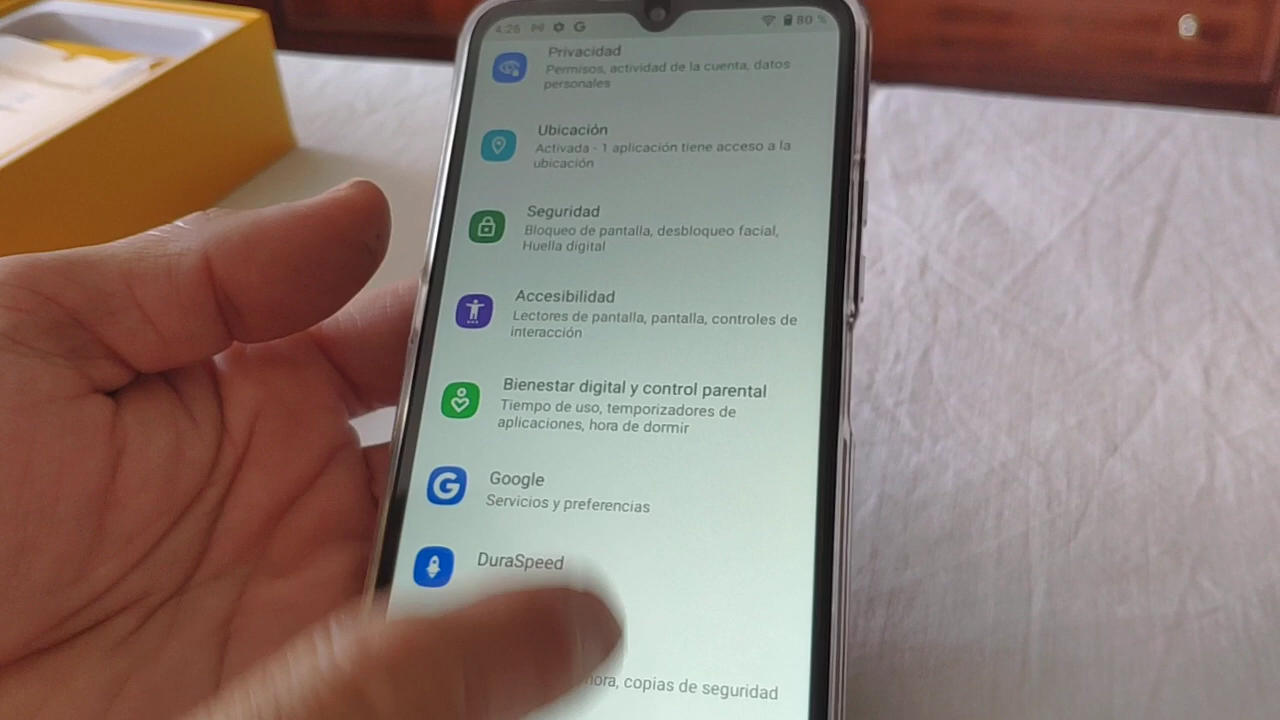 4:26 80 %
Privacidad
Permisos, actividad de la cuenta, datos
personales
Ubicación
Activada - 1 aplicación tiene acceso a la
ubicación
Seguridad
Bloqueo de pantalla, desbloqueo facial,
Huella digital
Accesibilidad
Lectores de pantalla, pantalla, controles de
interacción
Bienestar digital y control parental
Tiempo de uso, temporizadores de
aplicaciones, hora de dormir
Google
Servicios y preferencias
DuraSpeed
hora, copias de seguridad